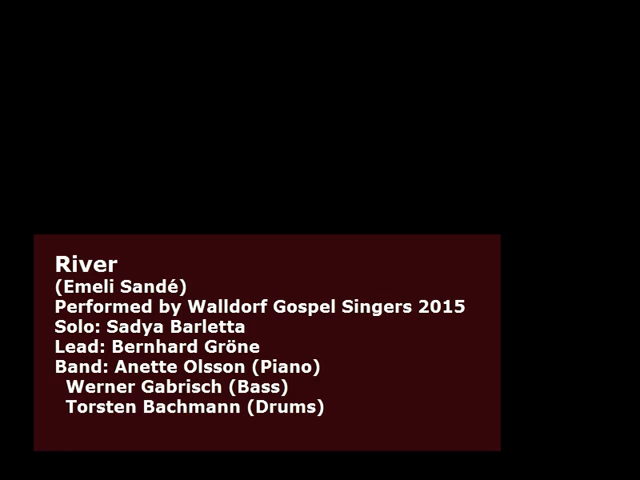 River
(Emeli Sandé)
Performed by Walldorf Gospel Singers 2015
Solo: Sadya Barletta
Lead: Bernhard Gröne
Band: Anette Olsson (Piano)
Werner Gabrisch (Bass)
Torsten Bachmann (Drums)